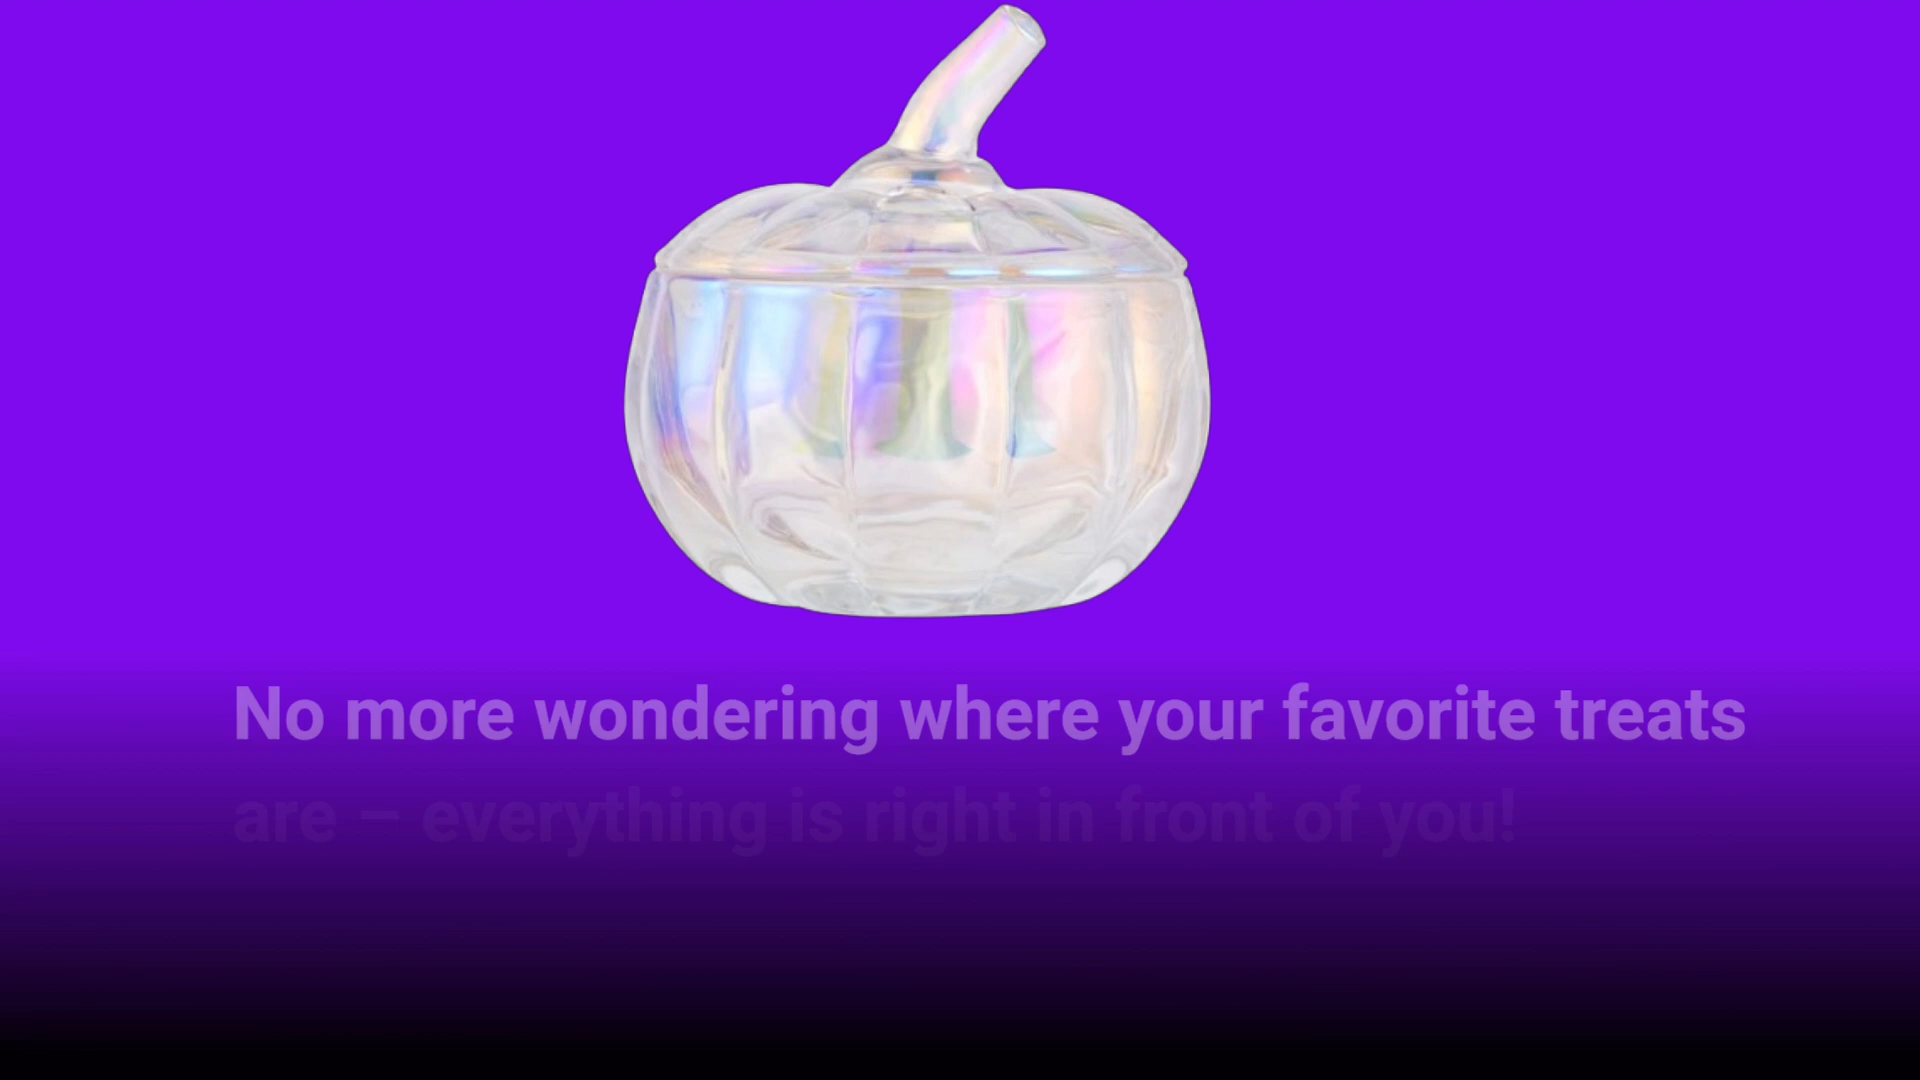 No more wondering where your favorite treats
are – everything is right in front of you!